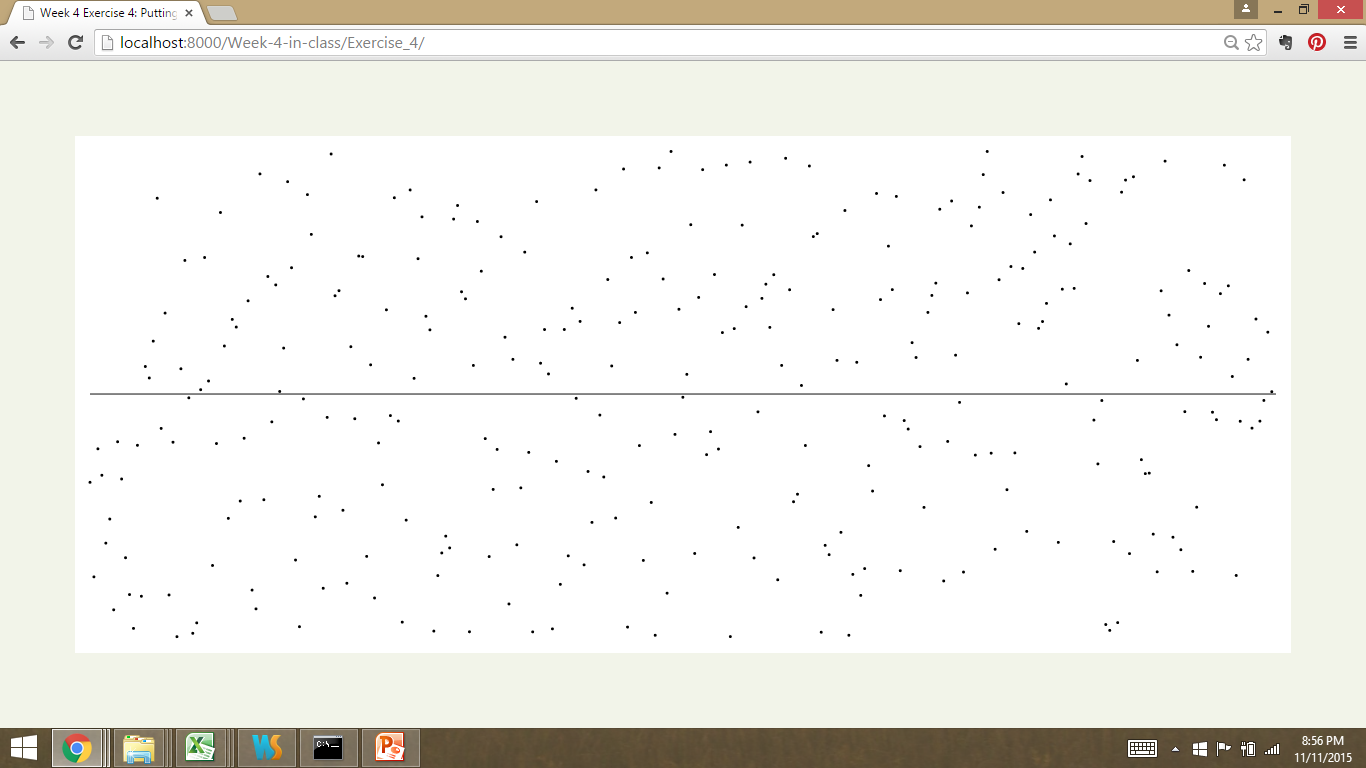 Week 4 Exercise 4: Putting
localhost:8000/Week-4-in-class/Exercise_4/
C:\
8:56 PM
11/11/2015